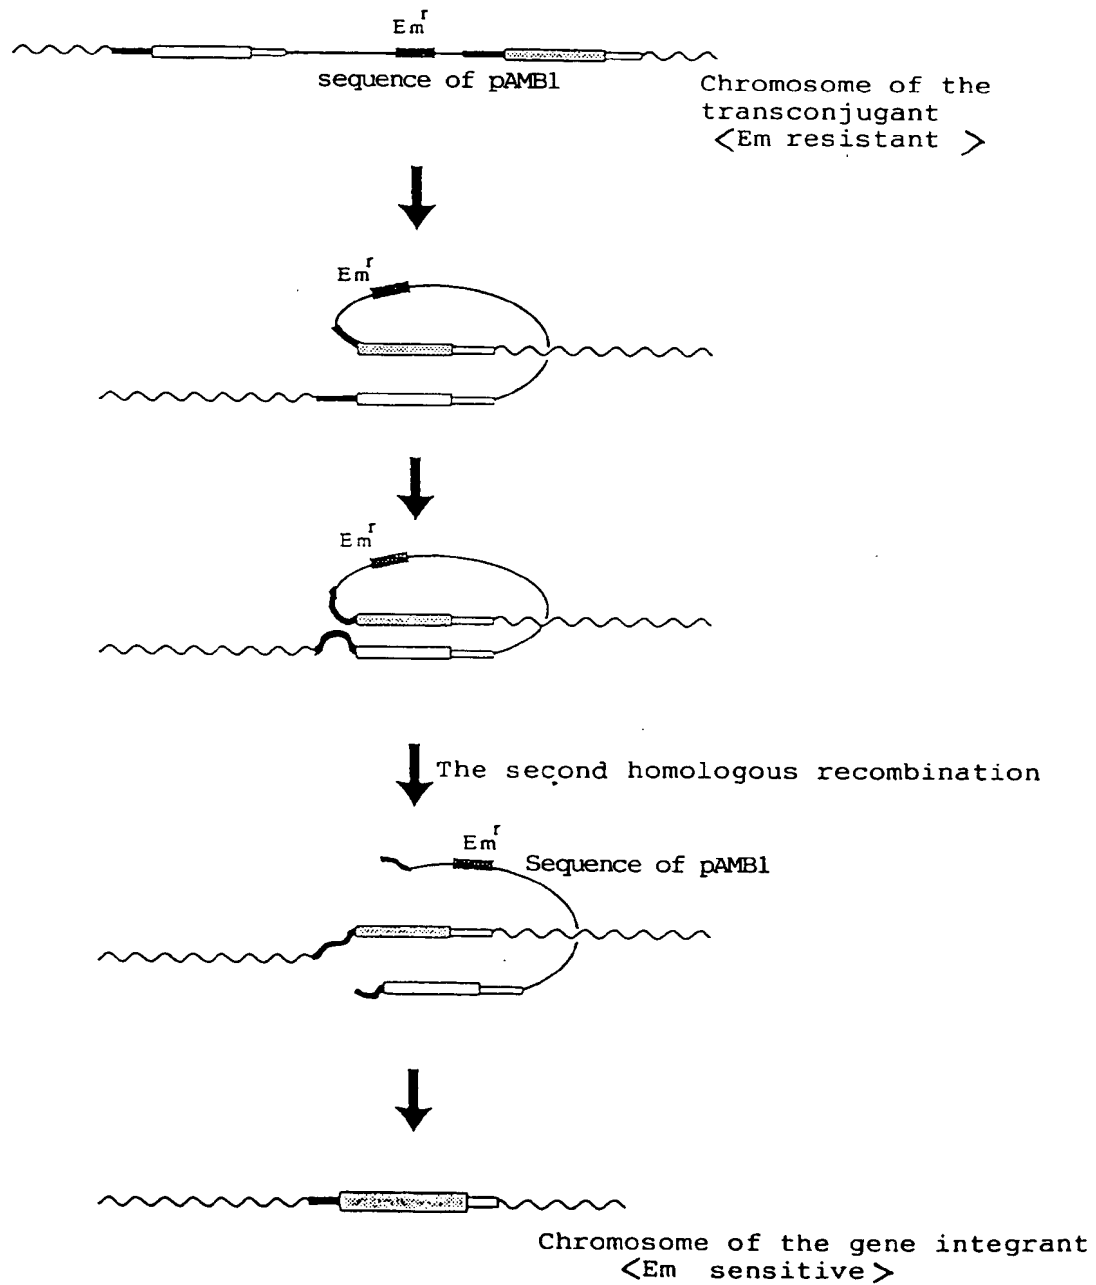 Em r
sequence of pAMB1
Chromosome of the
transconjugant
<Em resistant >
Em r
Em r
The second homologous recombination
Em r
Sequence of pAMB1
Chromosome of the gene integrant
<Em sensitive>